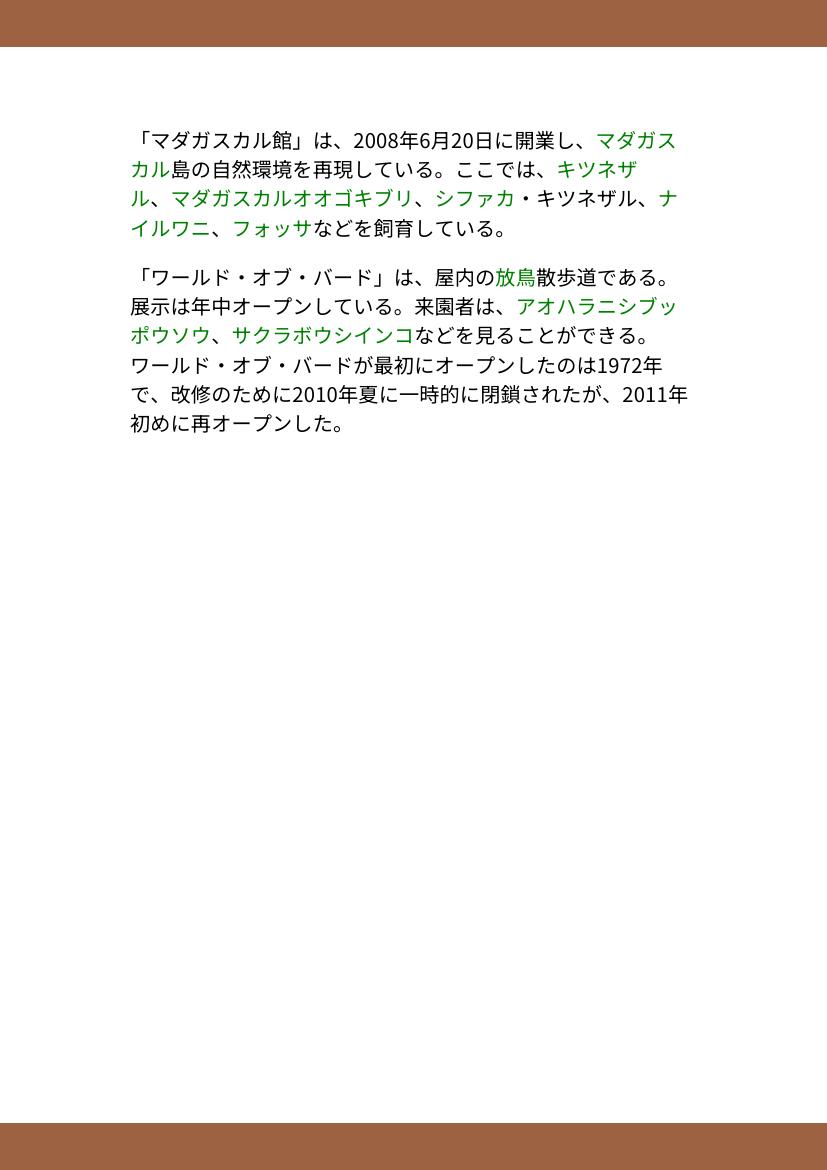 「マダガスカル館」は、2008年6月20日に開業し、マダガス
カル島の自然環境を再現している。ここでは、キツネザ
ル、マダガスカルオオゴキブリ、シファカ・キツネザル、ナ
イルワニ、フォッサなどを飼育している。
「ワールド・オブ・バード」は、屋内の放鳥散歩道である。
展示は年中オープンしている。来園者は、アオハラニシブッ
ポウソウ、サクラボウシインコなどを見ることができる。
ワールド・オブ・バードが最初にオープンしたのは1972年
で、改修のために2010年夏に一時的に閉鎖されたが、2011年
初めに再オープンした。